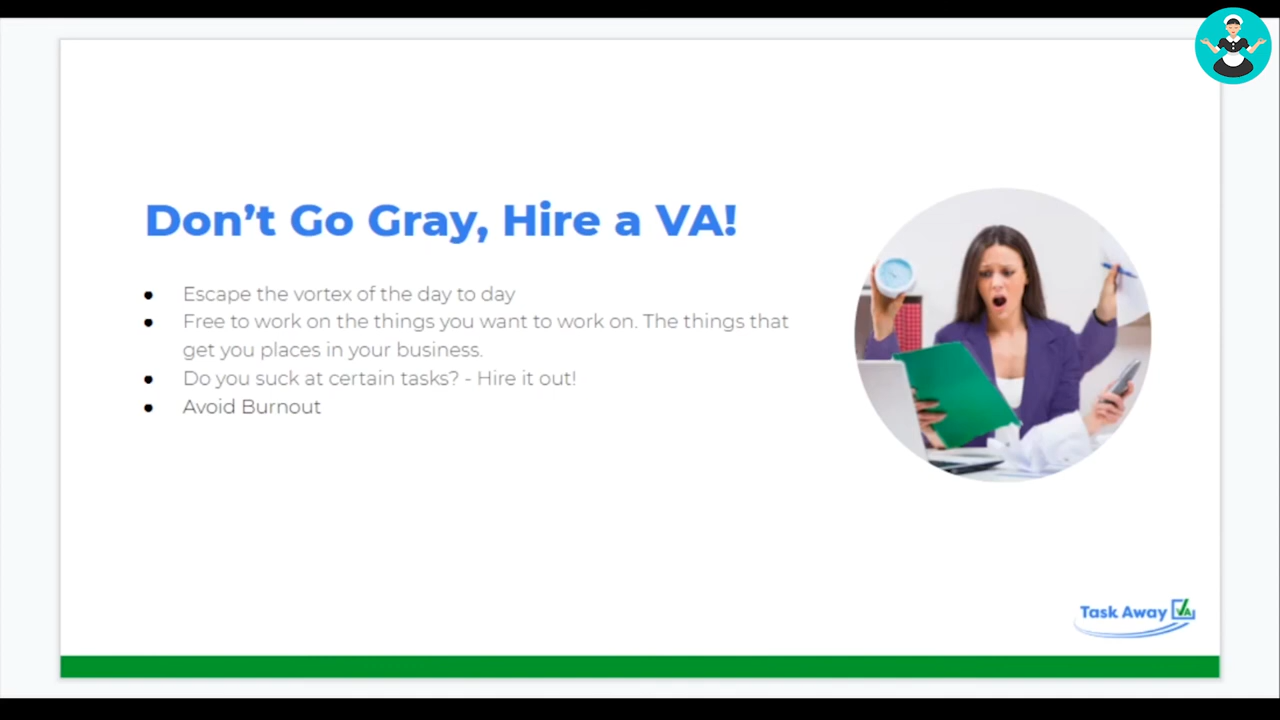 Don’t Go Gray, Hire a VA!
Escape the vortex of the day to day
Free to work on the things you want to work on. The things that
get you places in your business.
Do you suck at certain tasks? - Hire it out!
Avoid Burnout
Task Away VA